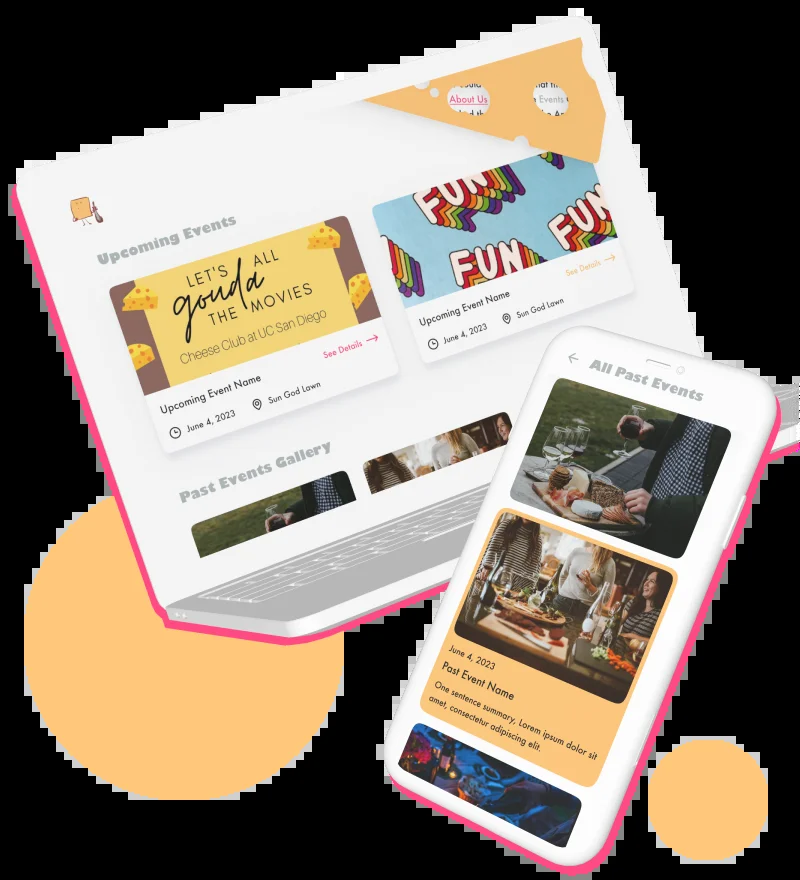 About Us
Events
Upcoming Events
LET'S ALL
gouda
THE MOVIES
Cheese Club at UC San Diego
See Details
Upcoming Event Name
June 4, 2023
Sun God Lawn
FUN
FUN
FUN
See Details
Upcoming Event Name
June 4, 2023
Sun God Lawn
Past Events Gallery
All Past Events
June 4, 2023
Past Event Name
One sentence summary, Lorem ipsum dolor sit
amet, consectetur adipiscing elit.